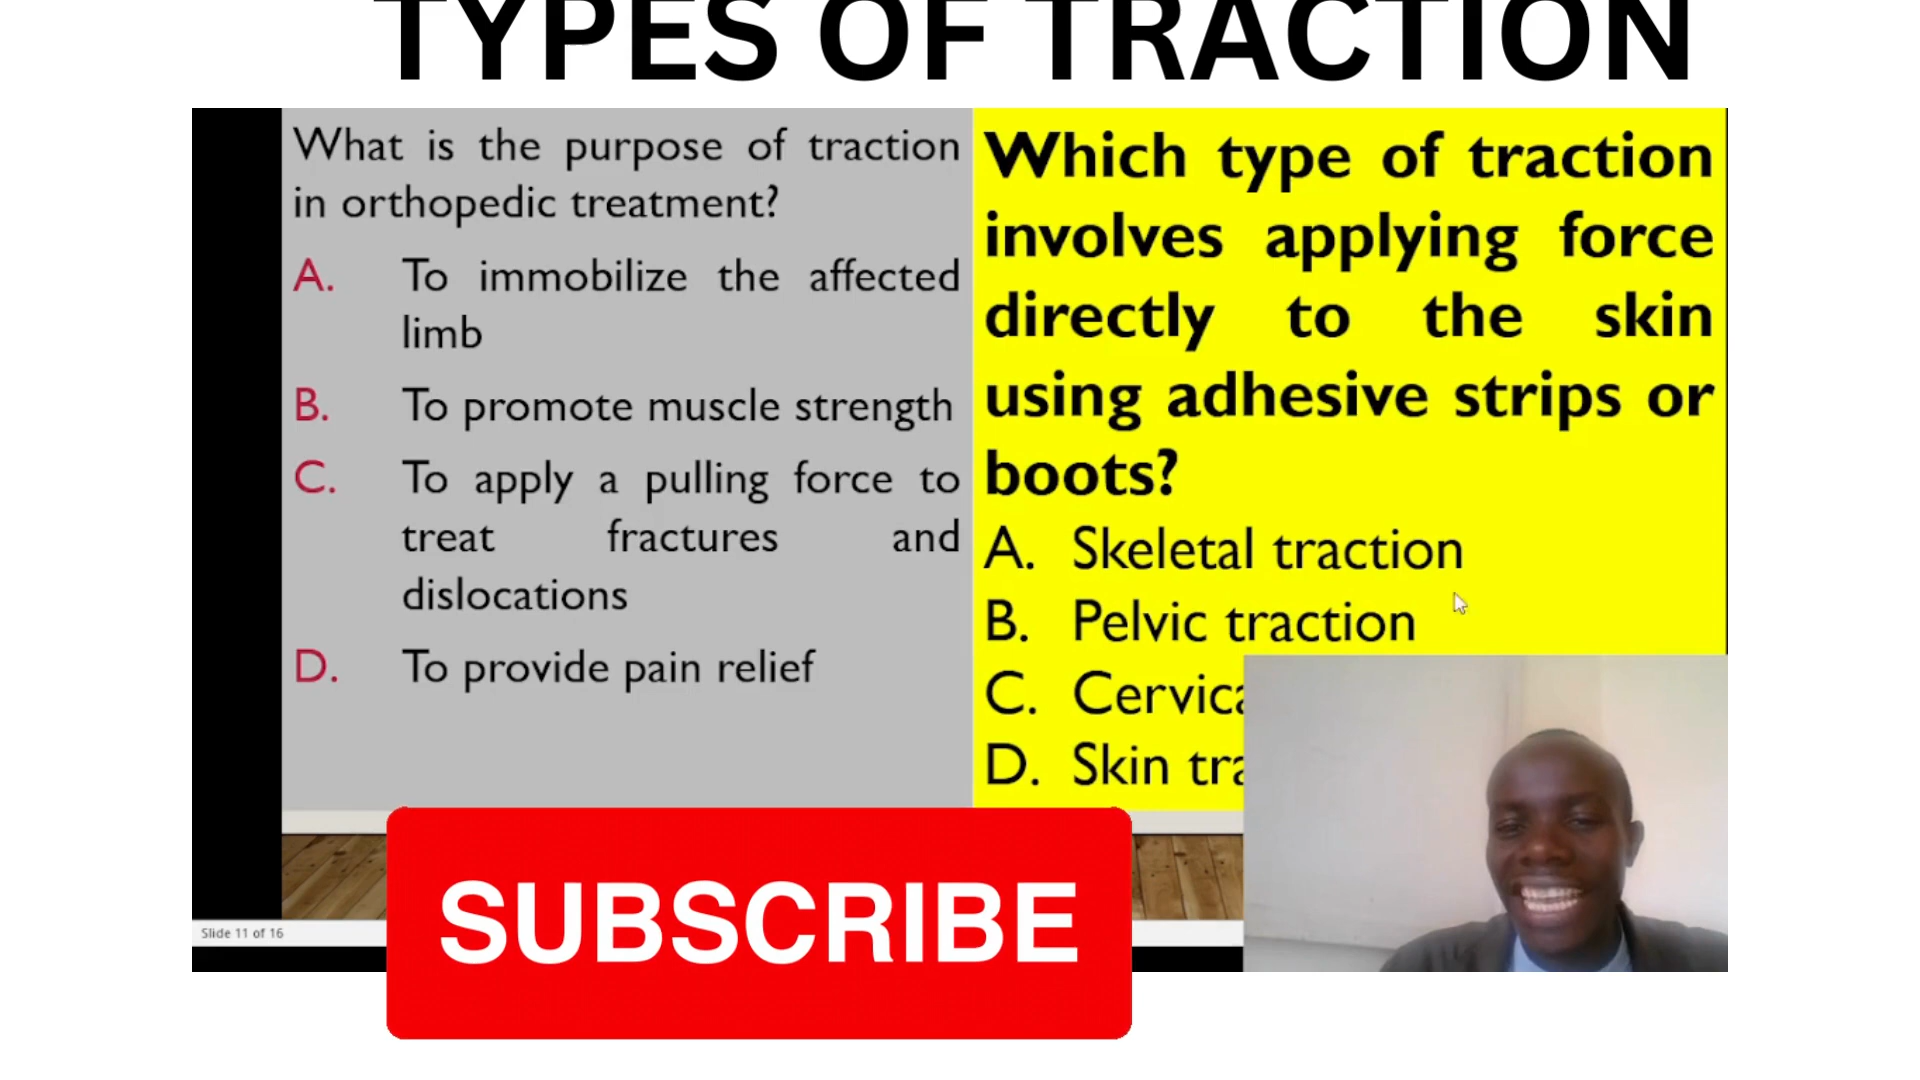 TYPES OF TRACTION
What is the purpose of traction
in orthopedic treatment?
A. To immobilize the affected
limb
B. To promote muscle strength
C. To apply a pulling force to
treat fractures and
dislocations
D. To provide pain relief
Which type of traction
involves applying force
directly to the skin
using adhesive strips or
boots?
A. Skeletal traction
B. Pelvic traction
C.
D. Skin
SUBSCRIBE
Slide 11 of 16